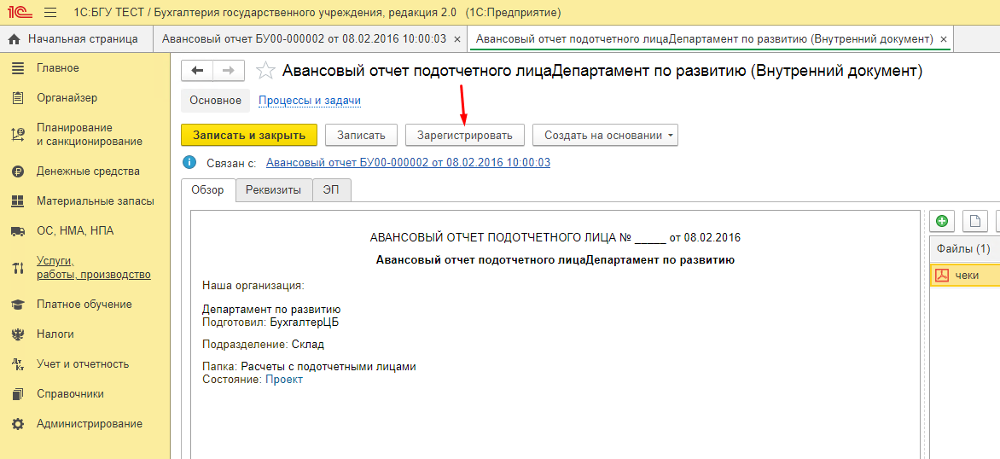 1С:БГУ ТЕСТ / Бухгалтерия государственного учреждения, редакция 2.0 (1С:Предприятие)
Начальная страница
Авансовый отчет БУ00-000002 от 08.02.2016 10:00:03 ×
Авансовый отчет подотчетного лицаДепартамент по развитию (Внутренний документ) ×
Главное
Органайзер
Планирование
и санкционирование
Денежные средства
Материальные запасы
ОС, НМА, НПА
Услуги,
работы, производство
Платное обучение
Налоги
Учет и отчетность
Справочники
Администрирование
Авансовый отчет подотчетного лицаДепартамент по развитию (Внутренний документ)
Основное
Процессы и задачи
Записать и закрыть
Записать
Зарегистрировать
Создать на основании
Связан с:
Авансовый отчет БУ00-000002 от 08.02.2016 10:00:03
Обзор
Реквизиты
ЭП
АВАНСОВЫЙ ОТЧЕТ ПОДОТЧЕТНОГО ЛИЦА № _____ от 08.02.2016
Авансовый отчет подотчетного лицаДепартамент по развитию
Наша организация:
Департамент по развитию
Подготовил: БухгалтерЦБ
Подразделение: Склад
Папка: Расчеты с подотчетными лицами
Состояние: Проект
Файлы (1)
чеки